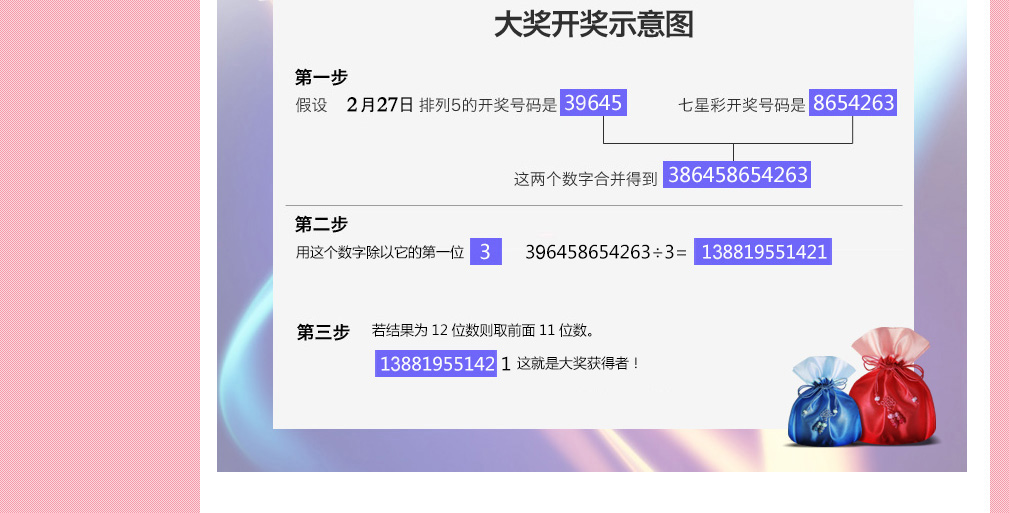 大奖开奖示意图
第一步
假设 2月27日 排列5的开奖号码是 39645 七星彩开奖号码是 8654263
这两个数字合并得到 386458654263
第二步
用这个数字除以它的第一位 3 396458654263÷3= 138819551421
第三步 若结果为 12 位数则取前面 11 位数。
13881955142 1 这就是大奖获得者！